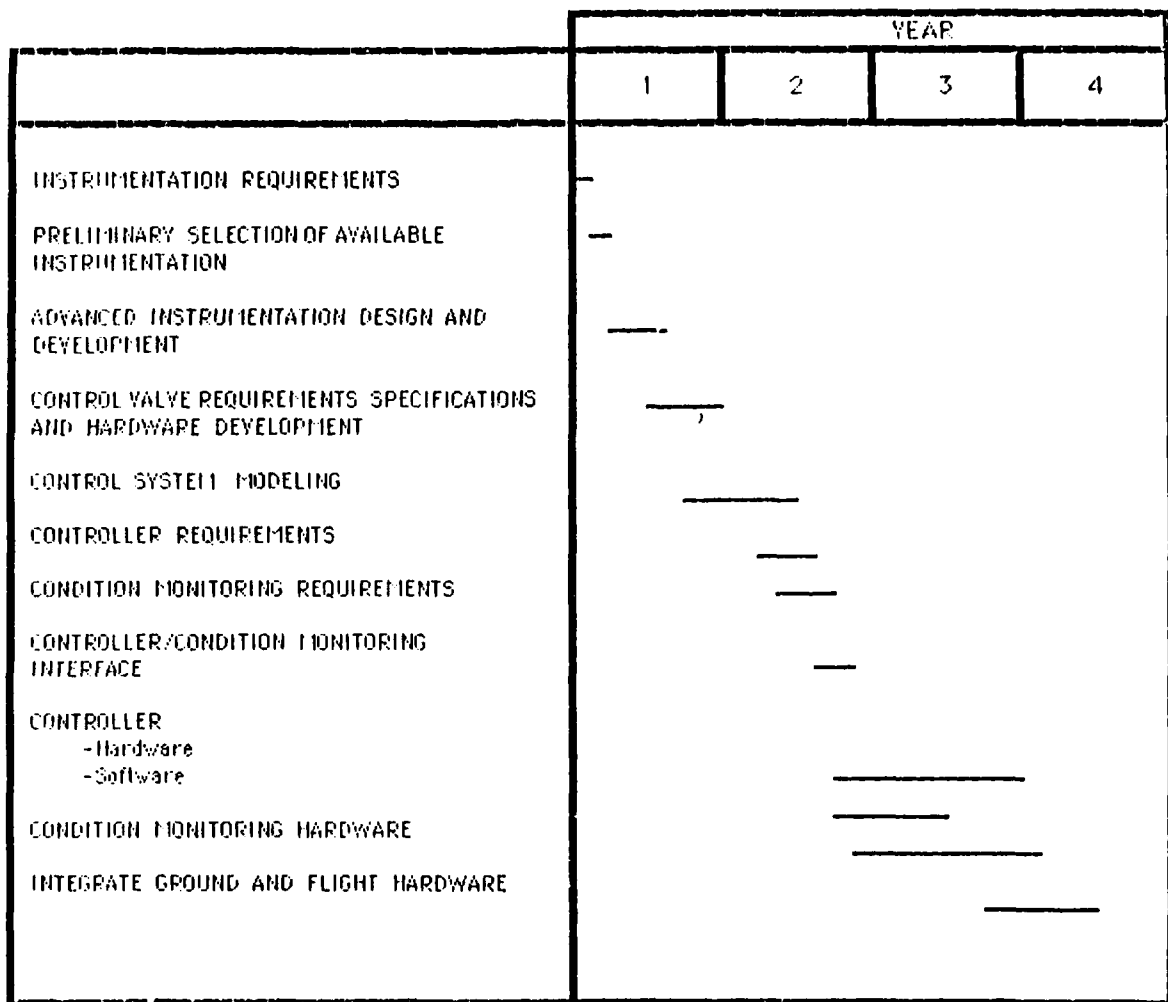 YEAR
1 2 3 4
INSTRUMENTATION REQUIREMENTS
PRELIMINARY SELECTION OF AVAILABLE
INSTRUMENTATION
ADVANCED INSTRUMENTATION DESIGN AND
DEVELOPMENT
CONTROL VALVE REQUIREMENTS SPECIFICATIONS
AND HARDWARE DEVELOPMENT
CONTROL SYSTEM MODELING
CONTROLLER REQUIREMENTS
CONDITION MONITORING REQUIREMENTS
CONTROLLER/CONDITION MONITORING
INTERFACE
CONTROLLER
-Hardware
-Software
CONDITION MONITORING HARDWARE
INTEGRATE GROUND AND FLIGHT HARDWARE